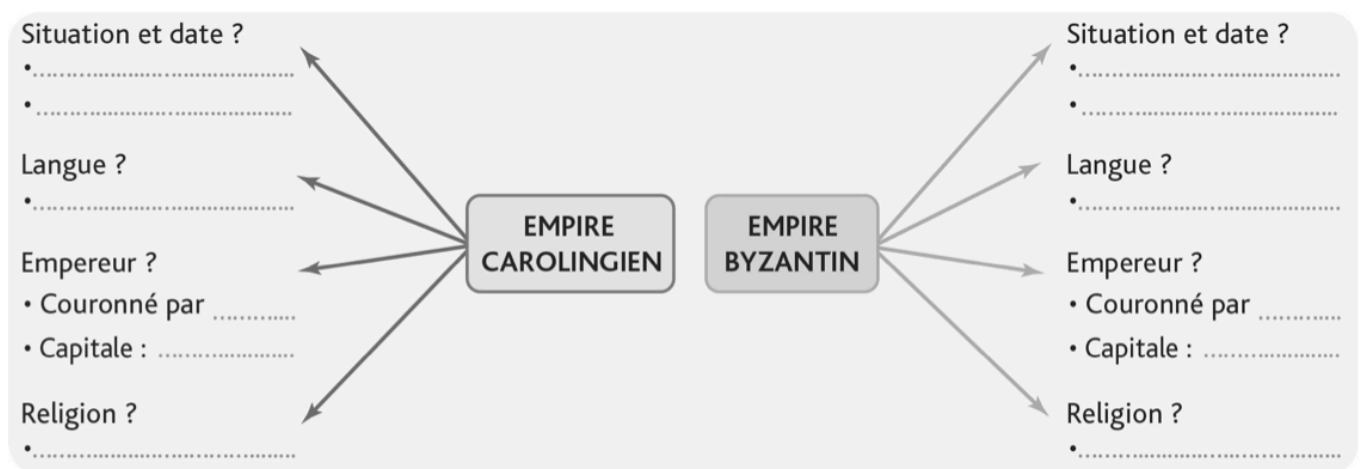 Situation et date ?
•........................................
•........................................
Langue ?
•........................................
Empereur ?
• Couronné par ............
• Capitale : .....................
Religion ?
•........................................
EMPIRE
CAROLINGIEN
EMPIRE
BYZANTIN
Situation et date ?
•........................................
•........................................
Langue ?
•........................................
Empereur ?
• Couronné par ............
• Capitale : .....................
Religion ?
•........................................